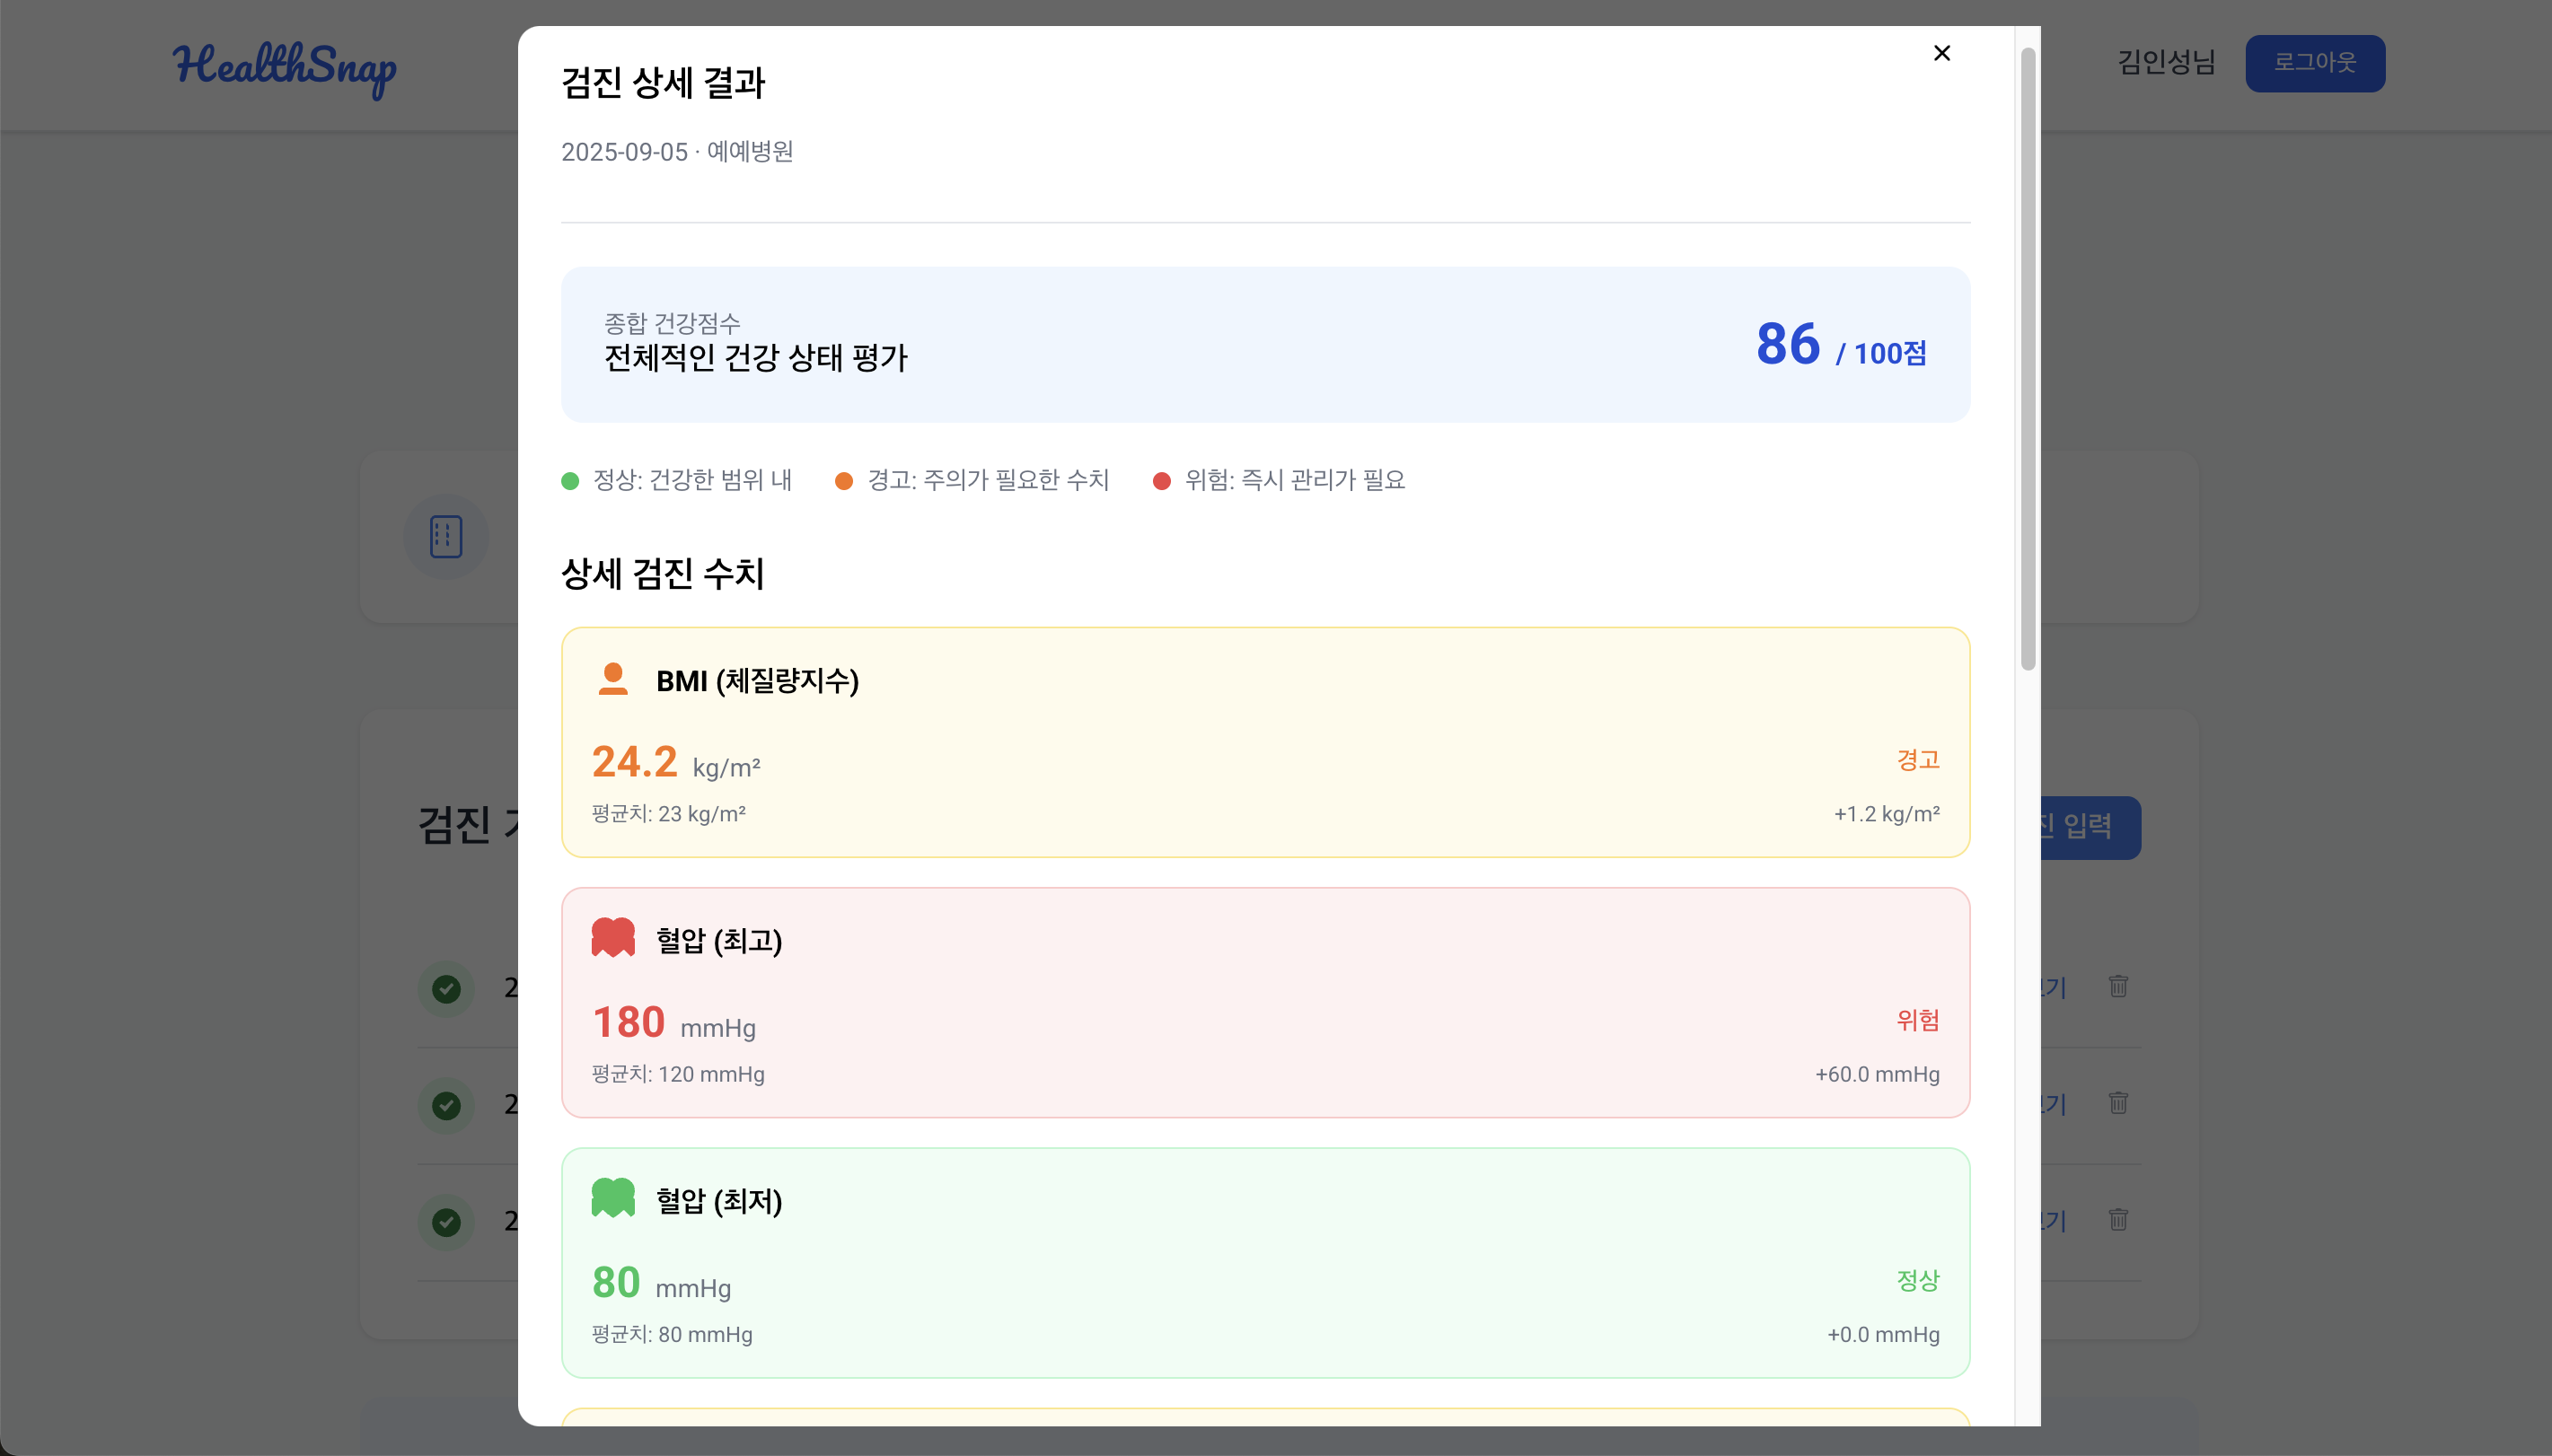 HealthSnap
김인성님
로그아웃
검진 상세 결과
2025-09-05 · 예예병원
종합 건강점수
전체적인 건강 상태 평가
86 / 100점
정상: 건강한 범위 내
경고: 주의가 필요한 수치
위험: 즉시 관리가 필요
상세 검진 수치
BMI (체질량지수)
24.2 kg/m²
경고
평균치: 23 kg/m²
+1.2 kg/m²
혈압 (최고)
180 mmHg
위험
평균치: 120 mmHg
+60.0 mmHg
혈압 (최저)
80 mmHg
정상
평균치: 80 mmHg
+0.0 mmHg
검진
입력
2
기
2
기
2
기